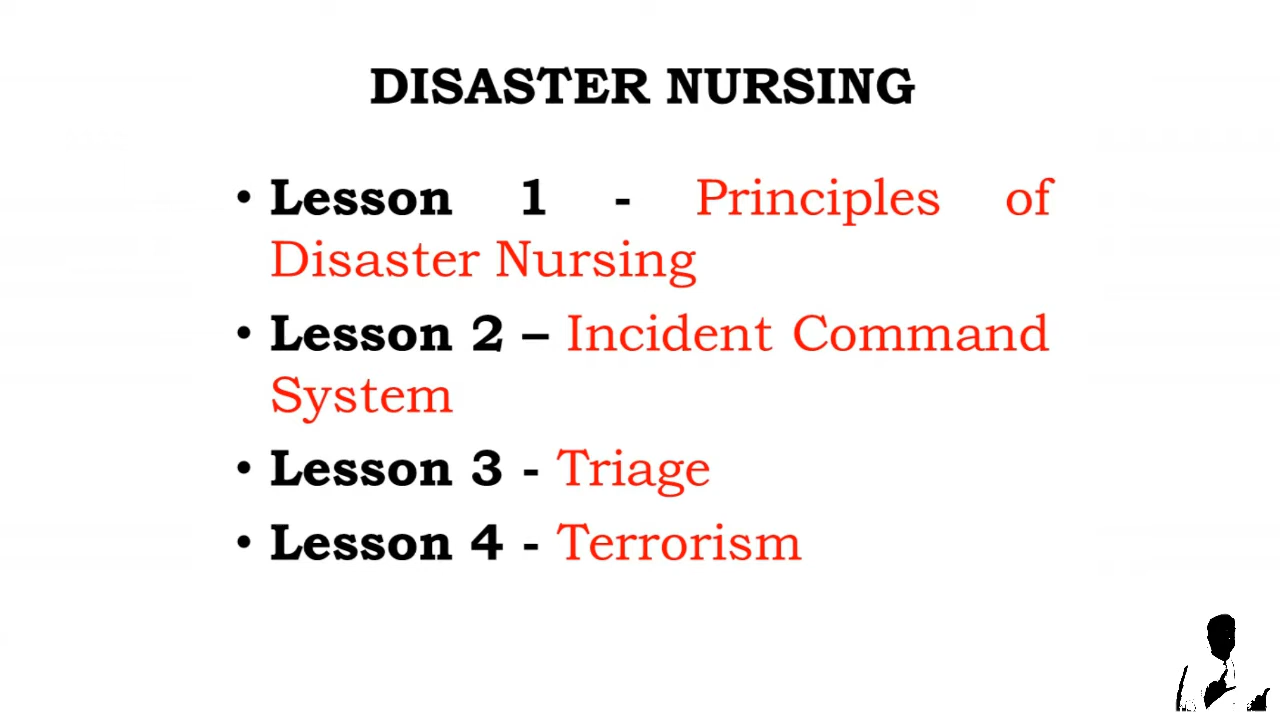 DISASTER NURSING
• Lesson 1 - Principles of
Disaster Nursing
• Lesson 2 – Incident Command
System
• Lesson 3 - Triage
• Lesson 4 - Terrorism